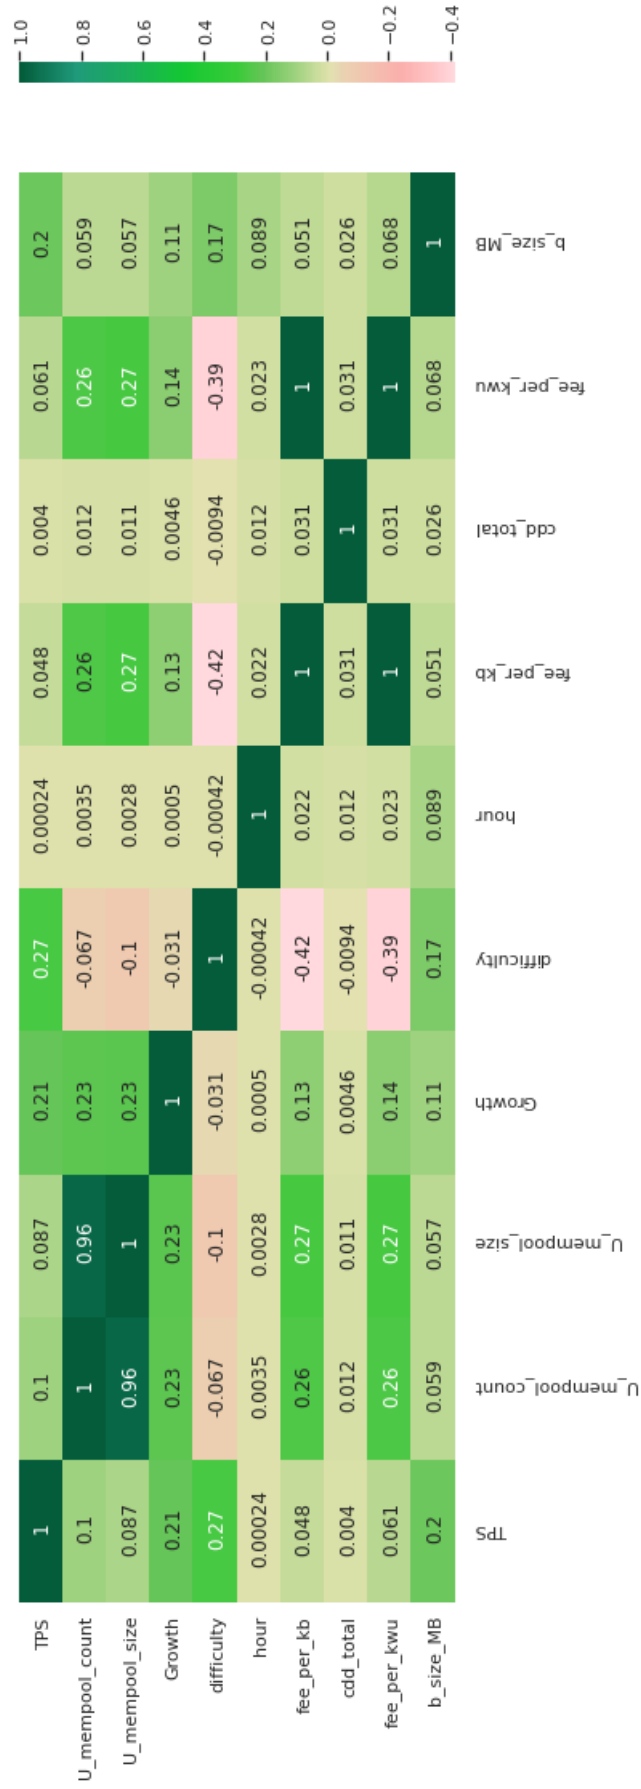 TPS 1 0.1 0.087 0.21 0.27 0.00024 0.048 0.004 0.061 0.2
U_mempool_count 0.1 1 0.96 0.23 -0.067 0.0035 0.26 0.012 0.26 0.059
U_mempool_size 0.087 0.96 1 0.23 -0.1 0.0028 0.27 0.011 0.27 0.057
Growth 0.21 0.23 0.23 1 -0.031 0.0005 0.13 0.0046 0.14 0.11
difficulty 0.27 -0.067 -0.1 -0.031 1 -0.00042 -0.42 -0.0094 -0.39 0.17
hour 0.00024 0.0035 0.0028 0.0005 -0.00042 1 0.022 0.012 0.023 0.089
fee_per_kb 0.048 0.26 0.27 0.13 -0.42 0.022 1 0.031 1 0.051
cdd_total 0.004 0.012 0.011 0.0046 -0.0094 0.012 0.031 1 0.031 0.026
fee_per_kwu 0.061 0.26 0.27 0.14 -0.39 0.023 1 0.031 1 0.068
b_size_MB 0.2 0.059 0.057 0.11 0.17 0.089 0.051 0.026 0.068 1
TPS
U_mempool_count
U_mempool_size
Growth
difficulty
hour
fee_per_kb
cdd_total
fee_per_kwu
b_size_MB
1.0
0.8
0.6
0.4
0.2
0.0
−0.2
−0.4